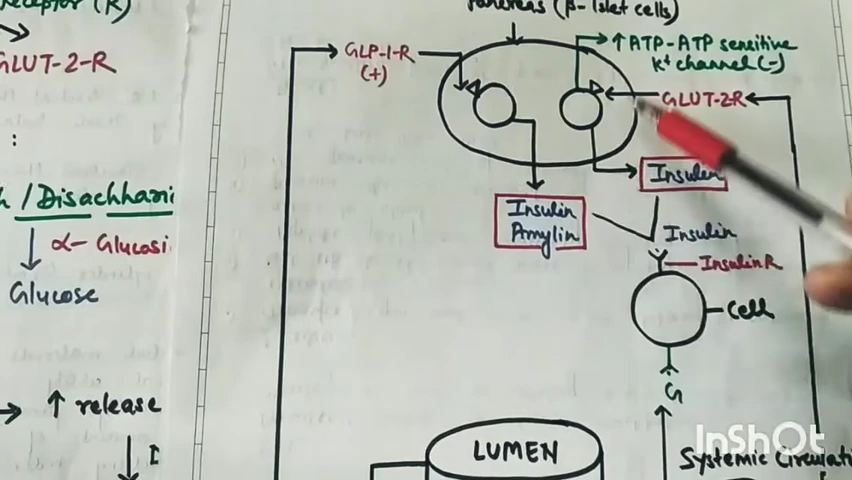 Receptor (R)
GLUT-2-R
:
/Disachhari
α- Glucosi
Glucose
↑ release
Pancreas (β-Islet cells)
GLP-1-R
(+)
↑ ATP-ATP sensitive
K+ channel (-)
GLUT-2R
Insulin
Insulin
Amylin
Insulin
InsulinR
Cell
G
LUMEN
Systemic Circulati
InShOt